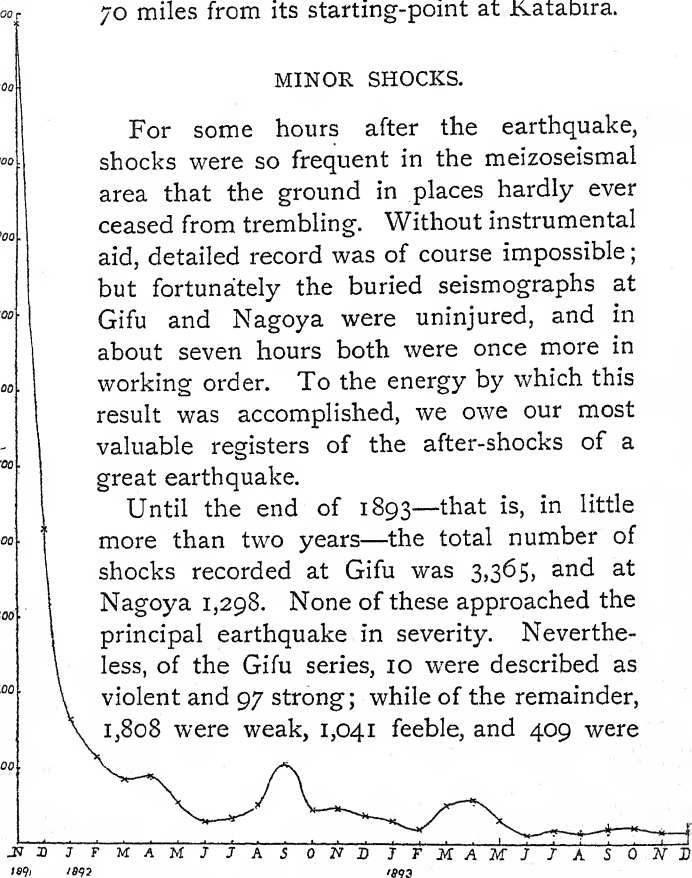 70 miles from its starting-point at Katabira.
MINOR SHOCKS.
For some hours after the earthquake,
shocks were so frequent in the meizoseismal
area that the ground in places hardly ever
ceased from trembling. Without instrumental
aid, detailed record was of course impossible;
but fortunately the buried seismographs at
Gifu and Nagoya were uninjured, and in
about seven hours both were once more in
working order. To the energy by which this
result was accomplished, we owe our most
valuable registers of the after-shocks of a
great earthquake.
Until the end of 1893—that is, in little
more than two years—the total number of
shocks recorded at Gifu was 3,365, and at
Nagoya 1,298. None of these approached the
principal earthquake in severity. Neverthe-
less, of the Gifu series, 10 were described as
violent and 97 strong; while of the remainder,
1,808 were weak, 1,041 feeble, and 409 were
N D J F M A M J J A S O N D J F M A M J J A S O N D
1891 1892 1893